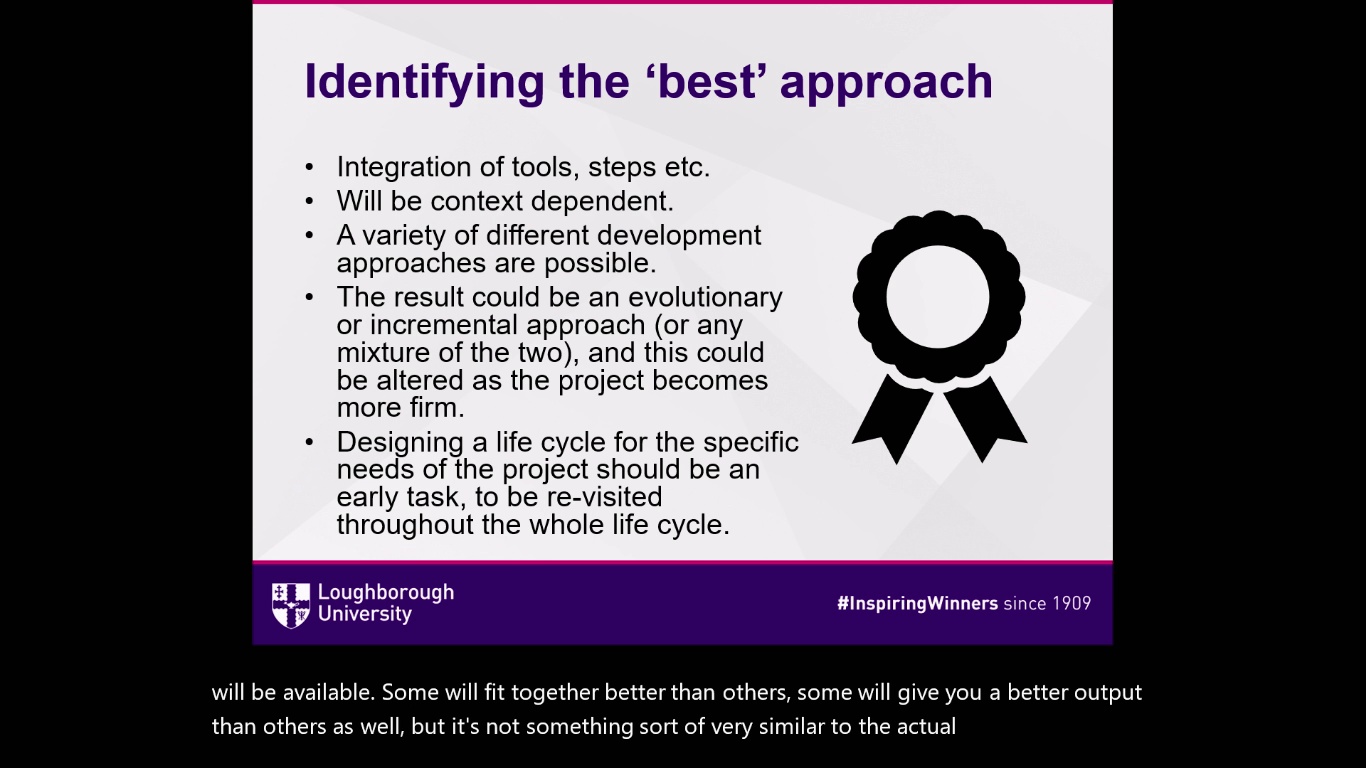 Identifying the ‘best’ approach
• Integration of tools, steps etc.
• Will be context dependent.
• A variety of different development
approaches are possible.
• The result could be an evolutionary
or incremental approach (or any
mixture of the two), and this could
be altered as the project becomes
more firm.
• Designing a life cycle for the specific
needs of the project should be an
early task, to be re-visited
throughout the whole life cycle.
Loughborough
University
#InspiringWinners since 1909
will be available. Some will fit together better than others, some will give you a better output
than others as well, but it's not something sort of very similar to the actual